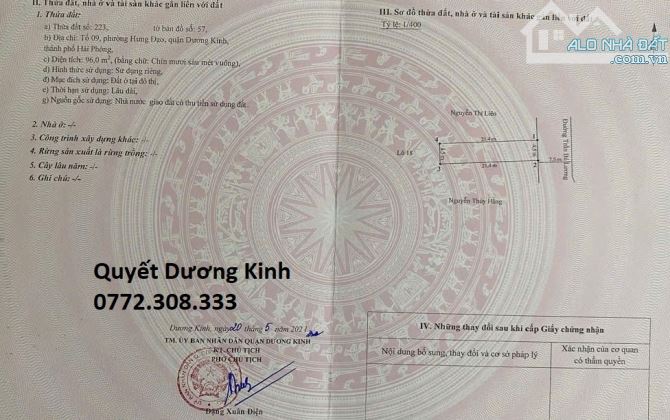 II. Thửa đất, nhà ở và tài sản khác gắn liền với đất
1. Thửa đất:
a) Thửa đất số: 223, tờ bản đồ số: 57,
b) Địa chỉ: Tổ 09, phường Hưng Đạo, quận Dương Kinh,
thành phố Hải Phòng,
c) Diện tích: 96.0 m², (bằng chữ: Chín mươi sáu mét vuông),
d) Hình thức sử dụng: Sử dụng riêng,
đ) Mục đích sử dụng: Đất ở tại đô thị,
e) Thời hạn sử dụng: Lâu dài,
g) Nguồn gốc sử dụng: Nhà nước giao đất có thu tiền sử dụng đất.
2. Nhà ở: -/-
3. Công trình xây dựng khác: -/-
4. Rừng sản xuất là rừng trồng: -/-
5. Cây lâu năm: -/-
6. Ghi chú: -/-
Quyết Dương Kinh
0772.308.333
Dương Kinh, ngày 20 tháng 5 năm 2021
TM. ỦY BAN NHÂN DÂN QUẬN DƯƠNG KINH
KT. CHỦ TỊCH
PHÓ CHỦ TỊCH
Đặng Xuân Điện
III. Sơ đồ thửa đất, nhà ở và tài sản khác gắn liền với đất
Tỷ lệ 1/400
ALO NHÀ ĐẤT
Nguyễn Thị Liên
21,4 m
4,5 m
Lô 18
21,4 m
4,5 m
7,5 m
Nguyễn Thúy Hằng
IV. Những thay đổi sau khi cấp Giấy chứng nhận
Nội dung bổ sung, thay đổi và cơ sở pháp lý
Xác nhận của cơ quan
có thẩm quyền